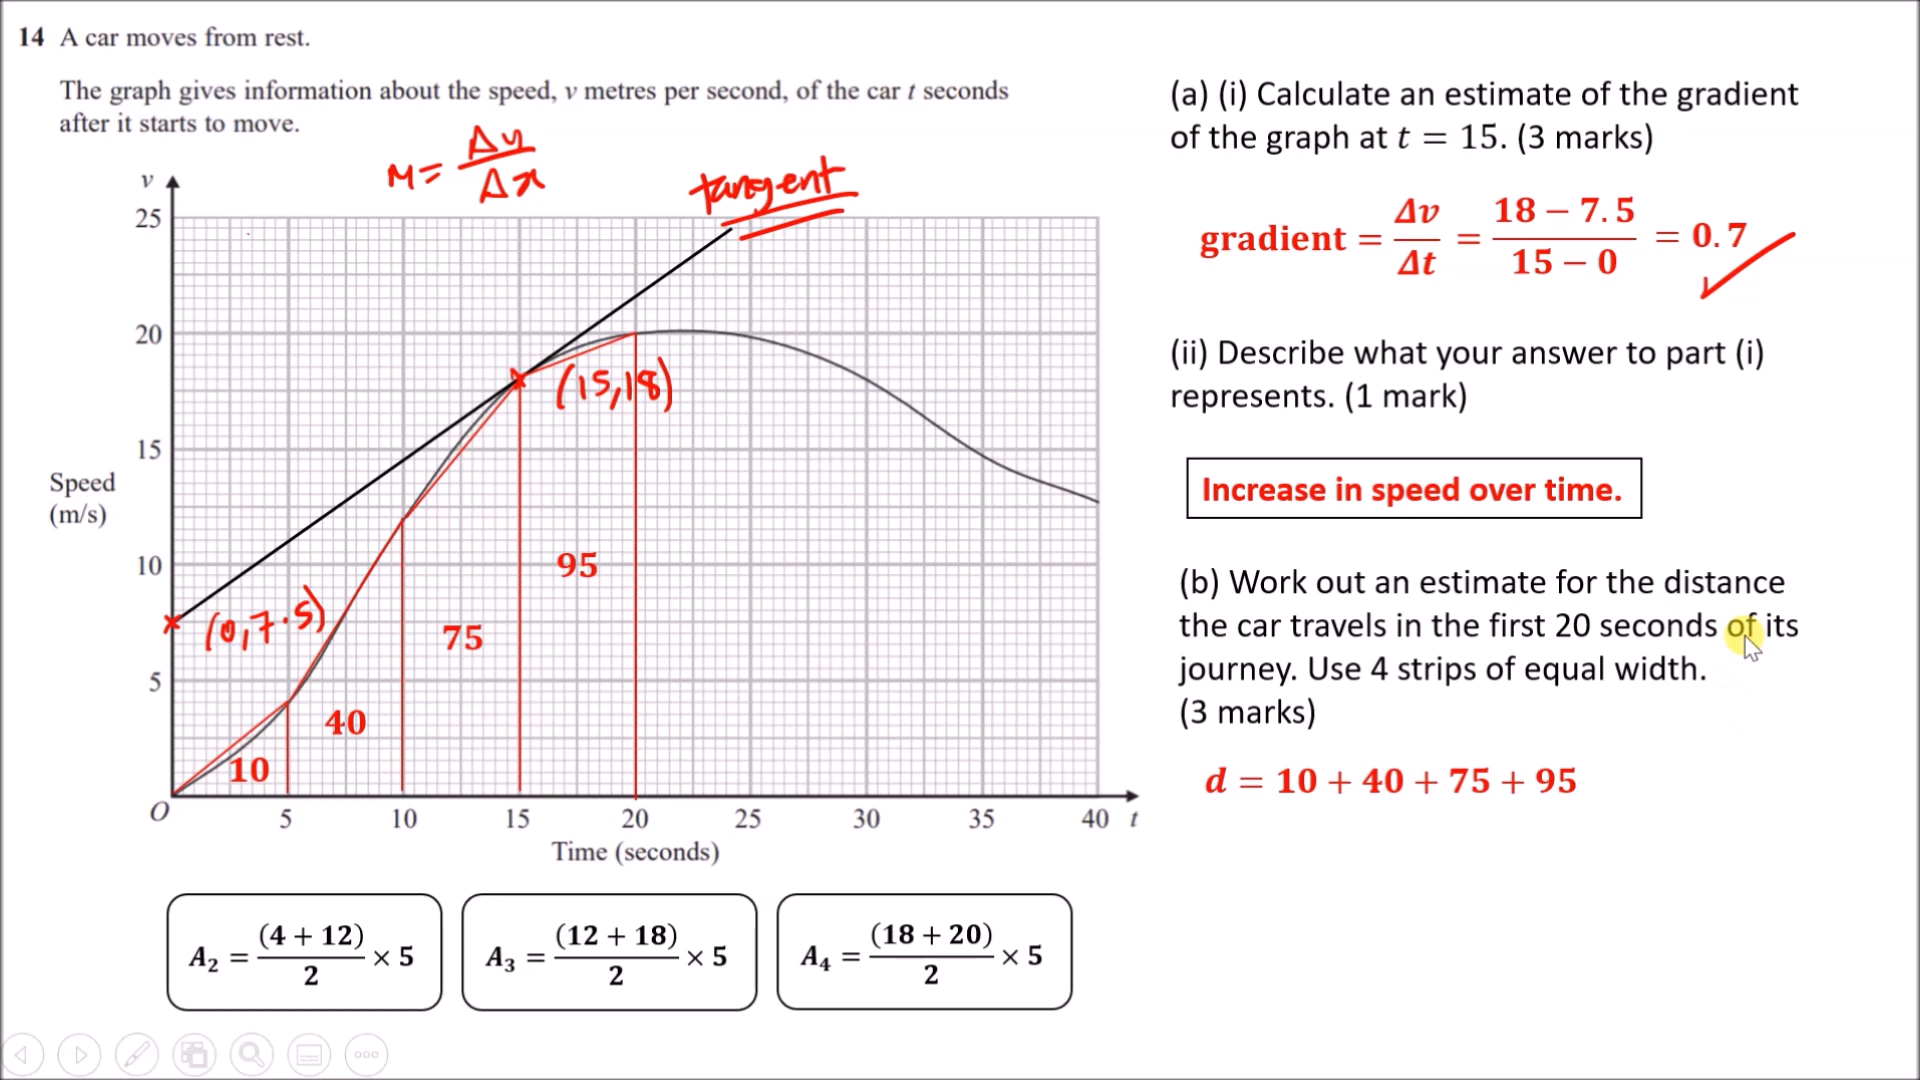 14 A car moves from rest.
The graph gives information about the speed, v metres per second, of the car t seconds
after it starts to move.
M = Δy/Δx
tangent
v
25
20
15
10
5
O
Speed
(m/s)
5 10 15 20 25 30 35 40 t
Time (seconds)
(15,18)
(0,7.5)
10
40
75
95
A₂ = (4 + 12)/2 × 5
A₃ = (12 + 18)/2 × 5
A₄ = (18 + 20)/2 × 5
(a) (i) Calculate an estimate of the gradient
of the graph at t = 15. (3 marks)
gradient = Δv/Δt = 18 − 7.5/15 − 0 = 0.7
(ii) Describe what your answer to part (i)
represents. (1 mark)
Increase in speed over time.
(b) Work out an estimate for the distance
the car travels in the first 20 seconds of its
journey. Use 4 strips of equal width.
(3 marks)
d = 10 + 40 + 75 + 95